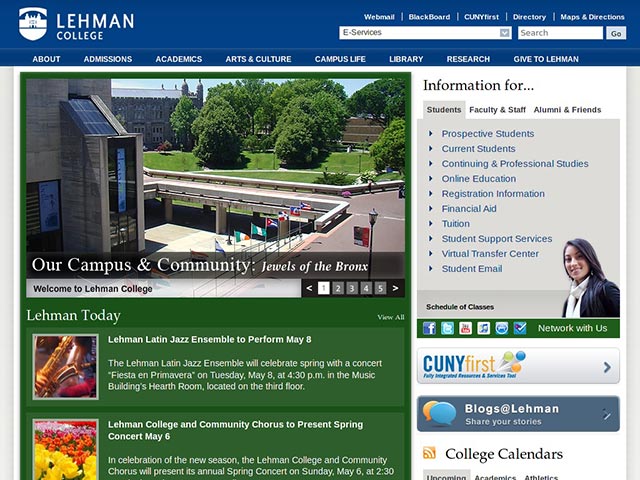 LEHMAN
COLLEGE
Webmail
BlackBoard
CUNYfirst
Directory
Maps & Directions
E-Services
Search
Go
ABOUT
ADMISSIONS
ACADEMICS
ARTS & CULTURE
CAMPUS LIFE
LIBRARY
RESEARCH
GIVE TO LEHMAN
Our Campus & Community: Jewels of the Bronx
Welcome to Lehman College
< 1 2 3 4 5 >
Lehman Today
View All
Lehman Latin Jazz Ensemble to Perform May 8
The Lehman Latin Jazz Ensemble will celebrate spring with a concert
“Fiesta en Primavera” on Tuesday, May 8, at 4:30 p.m. in the Music
Building's Hearth Room, located on the third floor.
Lehman College and Community Chorus to Present Spring
Concert May 6
In celebration of the new season, the Lehman College and Community
Chorus will present its annual Spring Concert on Sunday, May 6, at 2:30
Information for...
Students
Faculty & Staff
Alumni & Friends
Prospective Students
Current Students
Continuing & Professional Studies
Online Education
Registration Information
Financial Aid
Tuition
Student Support Services
Virtual Transfer Center
Student Email
Schedule of Classes
Network with Us
CUNYfirst
Fully Integrated Resources & Services Tool
Blogs@Lehman
Share your stories
College Calendars
Upcoming
Academics
Athletics